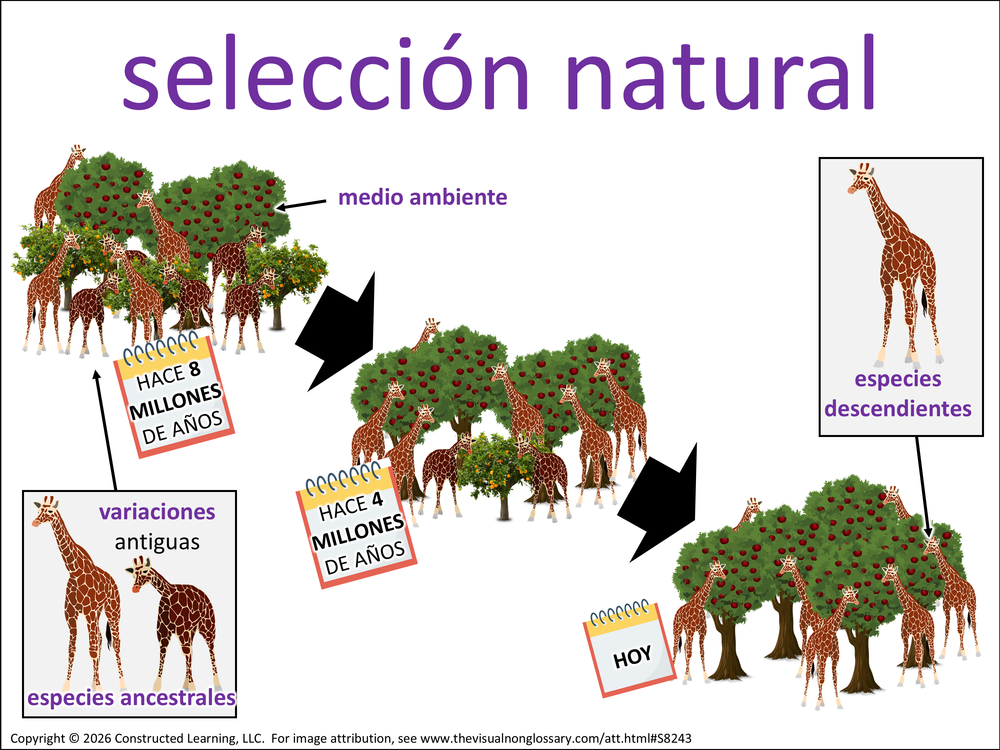 selección natural
medio ambiente
HACE 8
MILLONES
DE AÑOS
especies
descendientes
HACE 4
MILLONES
DE AÑOS
variaciones
antiguas
especies ancestrales
HOY
Copyright © 2026 Constructed Learning, LLC.  For image attribution, see www.thevisualnonglossary.com/att.html#S8243